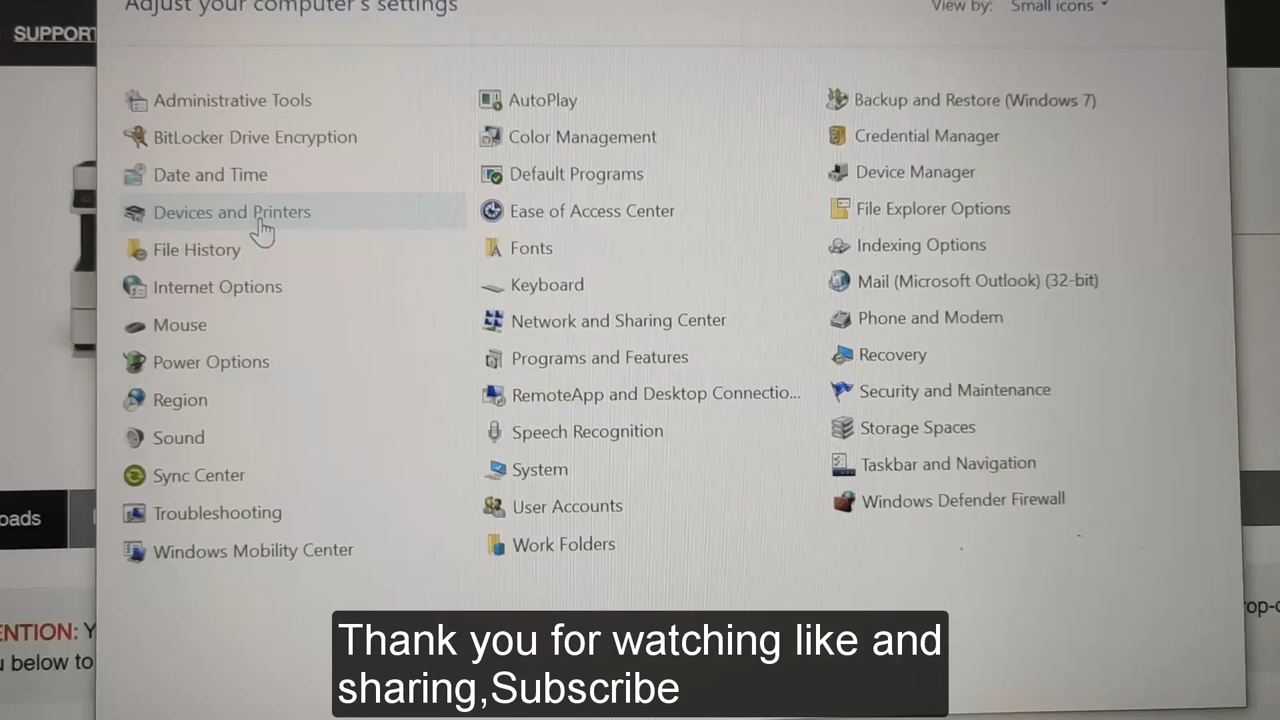 Adjust your computer's settings
View by: Small icons
SUPPORT
Administrative Tools
AutoPlay
Backup and Restore (Windows 7)
BitLocker Drive Encryption
Color Management
Credential Manager
Date and Time
Default Programs
Device Manager
Devices and Printers
Ease of Access Center
File Explorer Options
File History
Fonts
Indexing Options
Internet Options
Keyboard
Mail (Microsoft Outlook) (32-bit)
Mouse
Network and Sharing Center
Phone and Modem
Power Options
Programs and Features
Recovery
Region
RemoteApp and Desktop Connectio...
Security and Maintenance
Sound
Speech Recognition
Storage Spaces
Sync Center
System
Taskbar and Navigation
Troubleshooting
User Accounts
Windows Defender Firewall
Windows Mobility Center
Work Folders
oads
ENTION: Y
u below to
rop-d
Thank you for watching like and
sharing,Subscribe